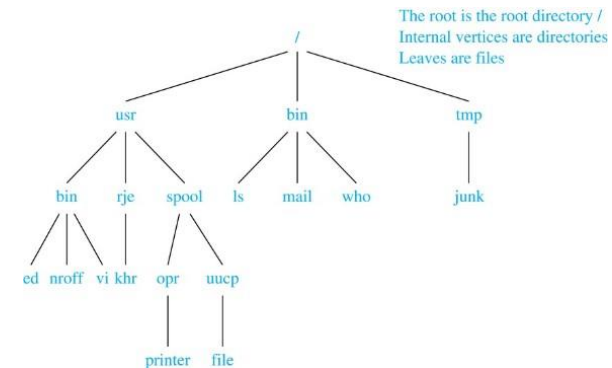 The root is the root directory /
Internal vertices are directories
Leaves are files
/
usr bin tmp
bin rje spool ls mail who junk
ed nroff vi khr opr uucp
printer file